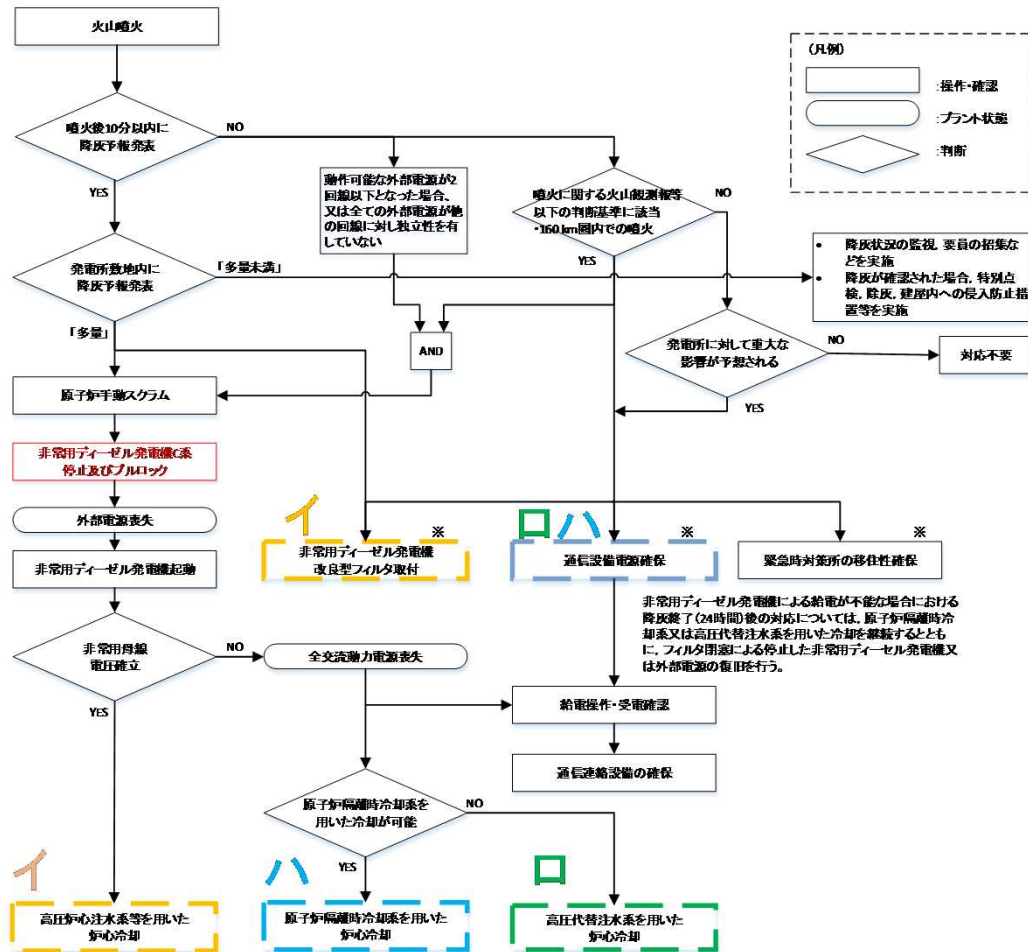 火山噴火
(凡例)
:操作・確認
:プラント状態
:判断
噴火後10分以内に
降灰予報発表
NO
YES
動作可能な外部電源が2
回線以下となった場合、
又は全ての外部電源が他
の回線に対し独立性を有
していない
噴火に関する火山観測報等
以下の判断基準に該当
・160 km圏内での噴火
NO
YES
発電所敷地内に
降灰予報発表
「多量未満」
「多量」
• 降灰状況の監視, 要員の招集な
どを実施
• 降灰が確認された場合, 特別点
検, 除灰, 建屋内への侵入防止措
置等を実施
AND
発電所に対して重大な
影響が予想される
NO
対応不要
YES
原子炉手動スクラム
非常用ディーゼル発電機C系
停止及びプルロック
外部電源喪失
非常用ディーゼル発電機起動
イ
※
非常用ディーゼル発電機
改良型フィルタ取付
ロハ
※
通信設備電源確保
※
緊急時対策所の移住性確保
非常用ディーゼル発電機による給電が不能な場合における
降灰終了(24時間)後の対応については, 原子炉隔離時冷
却系又は高圧代替注水系を用いた冷却を継続するととも
に, フィルタ閉塞による停止した非常用ディーゼル発電機又
は外部電源の復旧を行う。
非常用母線
電圧確立
NO
YES
全交流動力電源喪失
給電操作・受電確認
通信連絡設備の確保
原子炉隔離時冷却系を
用いた冷却が可能
NO
YES
イ
高圧炉心注水系等を用いた
炉心冷却
ハ
原子炉隔離時冷却系を用いた
炉心冷却
ロ
高圧代替注水系を用いた
炉心冷却